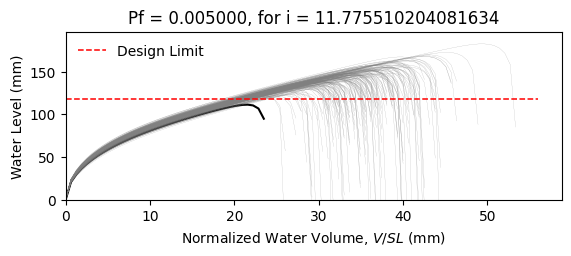 Pf = 0.005000, for i = 11.775510204081634
Design Limit
Water Level (mm)
150
100
50
0
0 10 20 30 40 50
Normalized Water Volume, V/SL (mm)